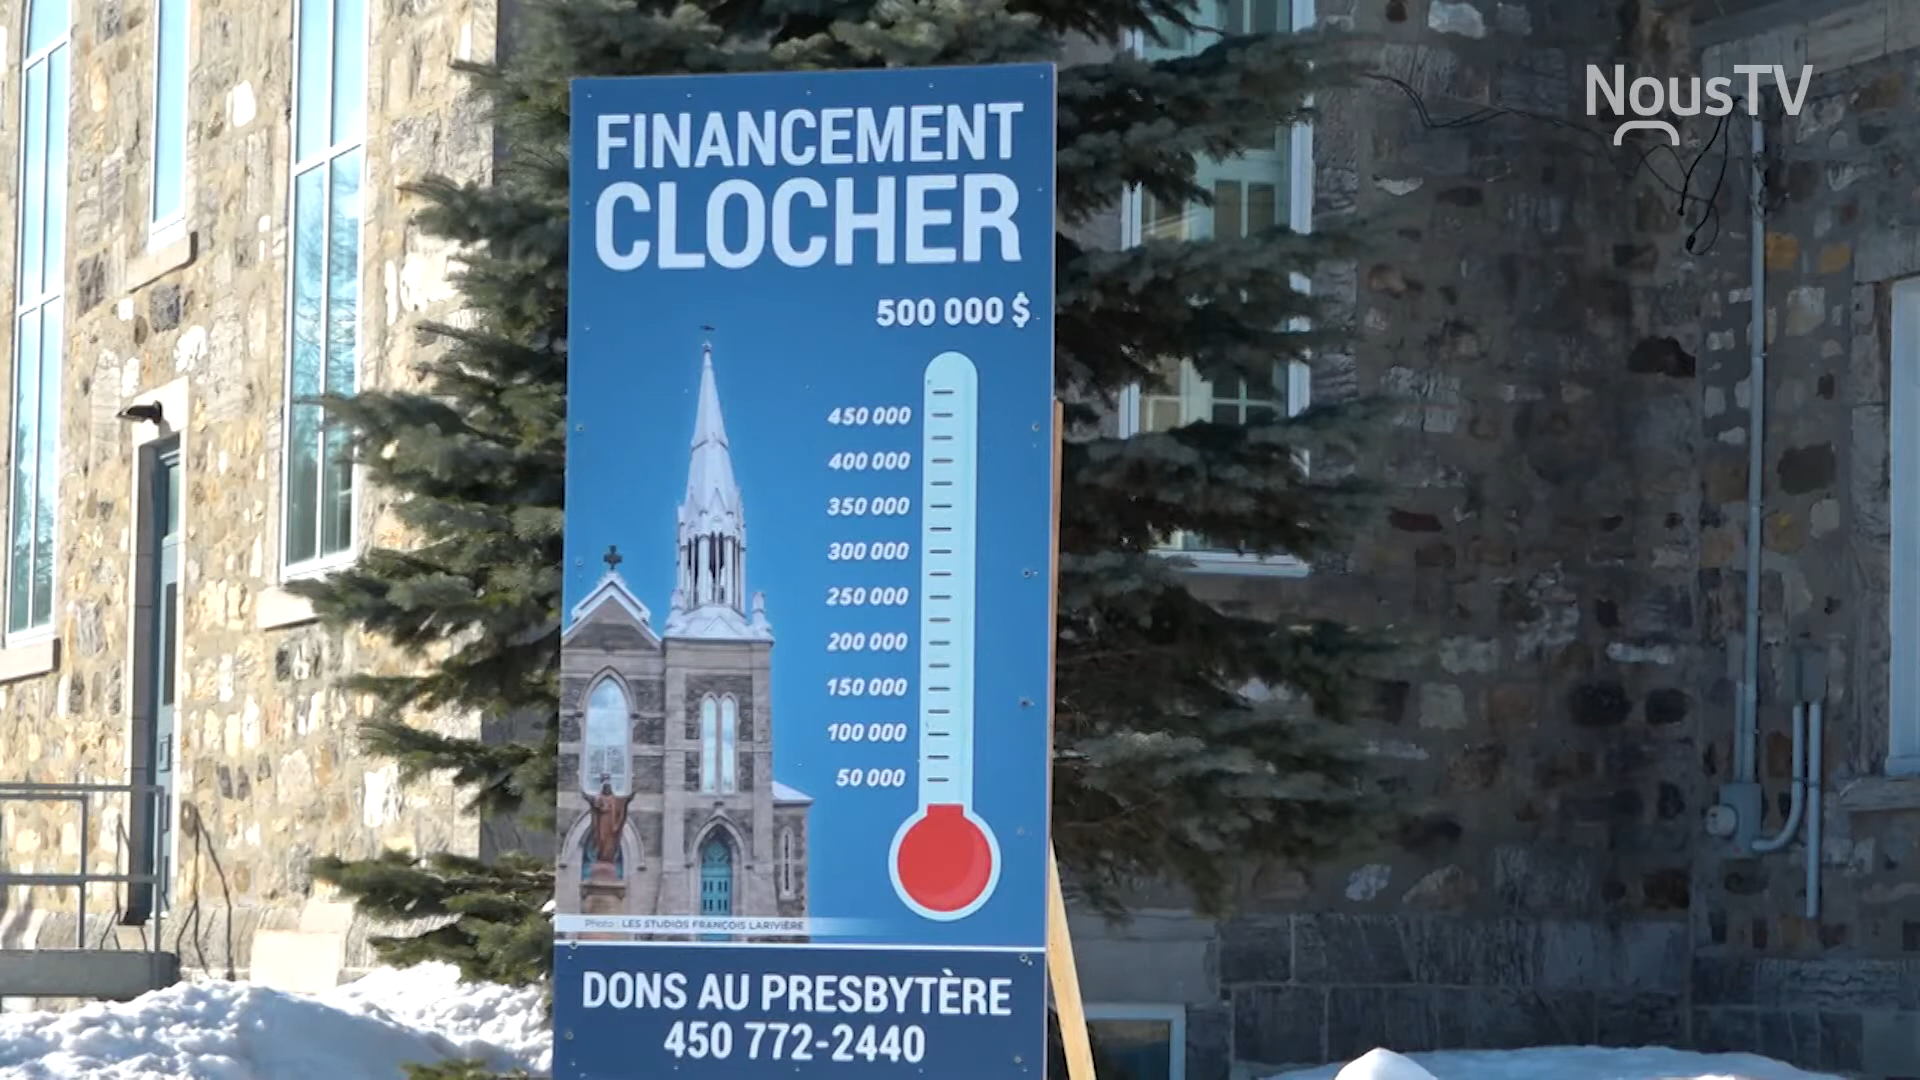 NousTV
FINANCEMENT
CLOCHER
500 000 $
450 000
400 000
350 000
300 000
250 000
200 000
150 000
100 000
50 000
Photo : LES STUDIOS FRANÇOIS LARIVIÈRE
DONS AU PRESBYTÈRE
450 772-2440